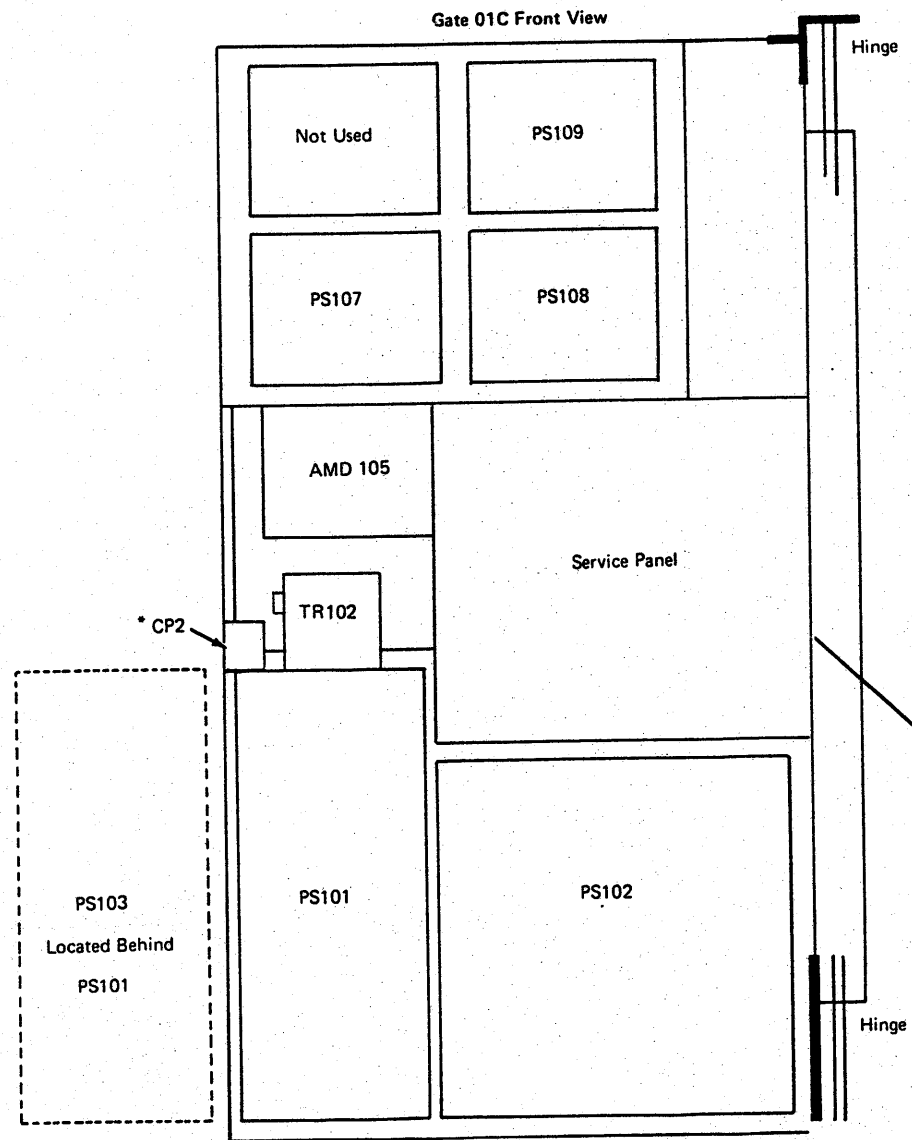 Gate 01C Front View
Hinge
Not Used
PS109
PS107
PS108
AMD 105
Service Panel
TR102
* CP2
PS101
PS102
PS103
Located Behind
PS101
Hinge